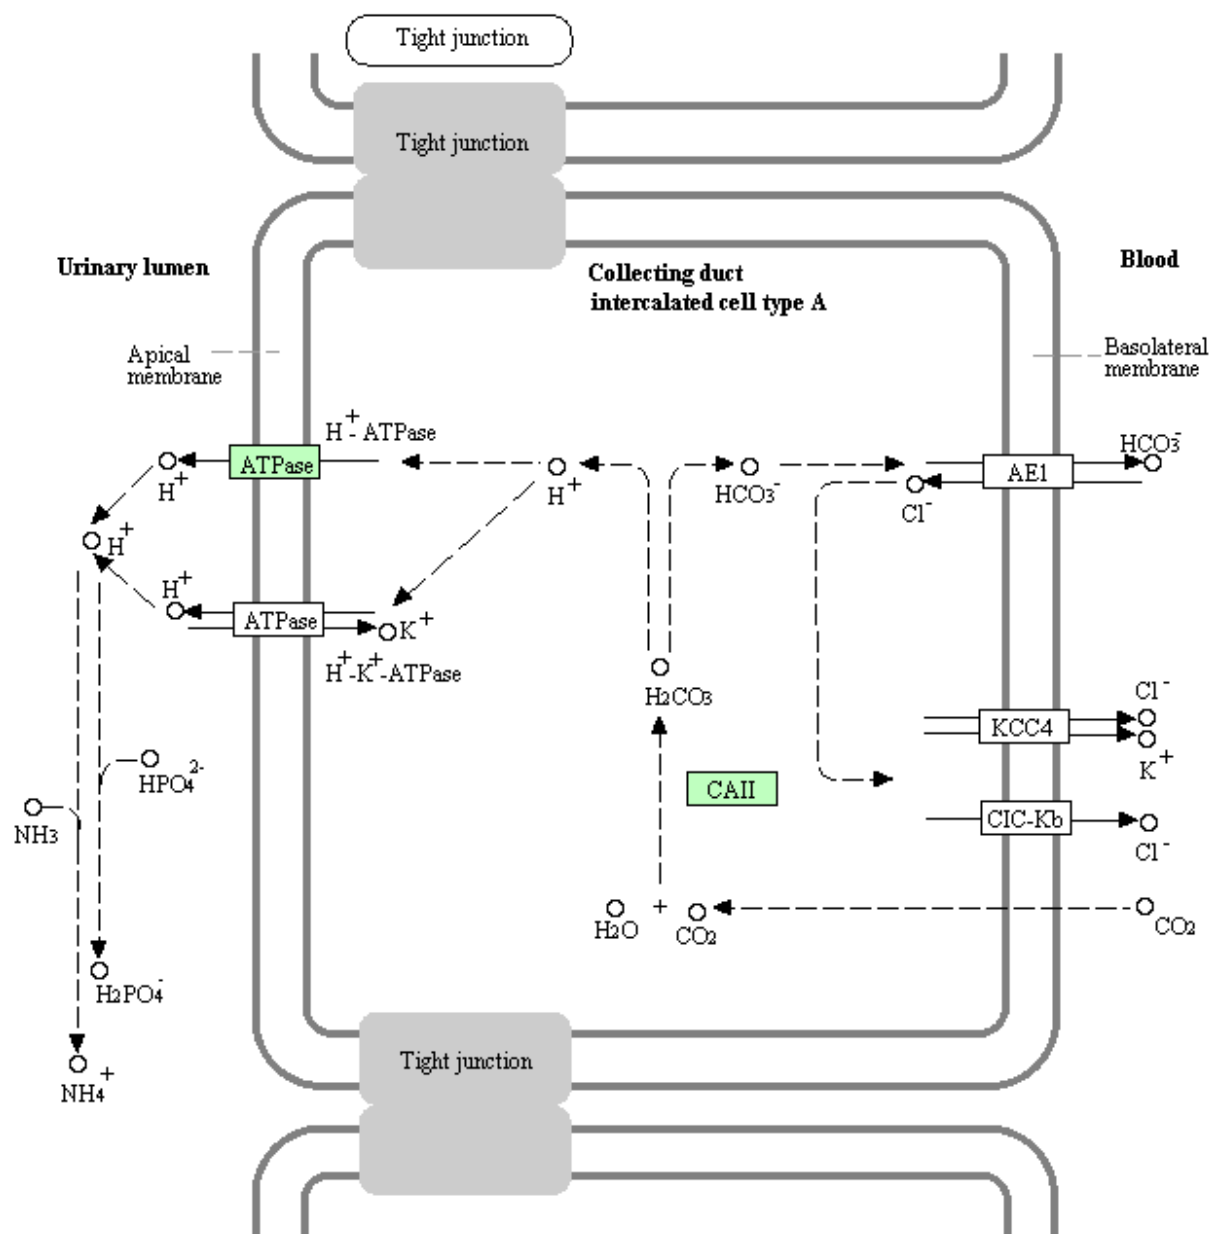 Tight junction
Tight junction
Urinary lumen
Collecting duct
intercalated cell type A
Blood
Apical
membrane
Basolateral
membrane
H⁺-ATPase
ATPase
H⁺
H⁺
HCO3⁻
Cl⁻
AE1
HCO3⁻
H⁺
H⁺
ATPase
K⁺
H⁺-K⁺-ATPase
H2CO3
Cl⁻
KCC4
K⁺
HPO4²⁻
CAII
NH3
ClC-Kb
Cl⁻
H2O
+
CO2
CO2
H2PO4⁻
NH4⁺
Tight junction